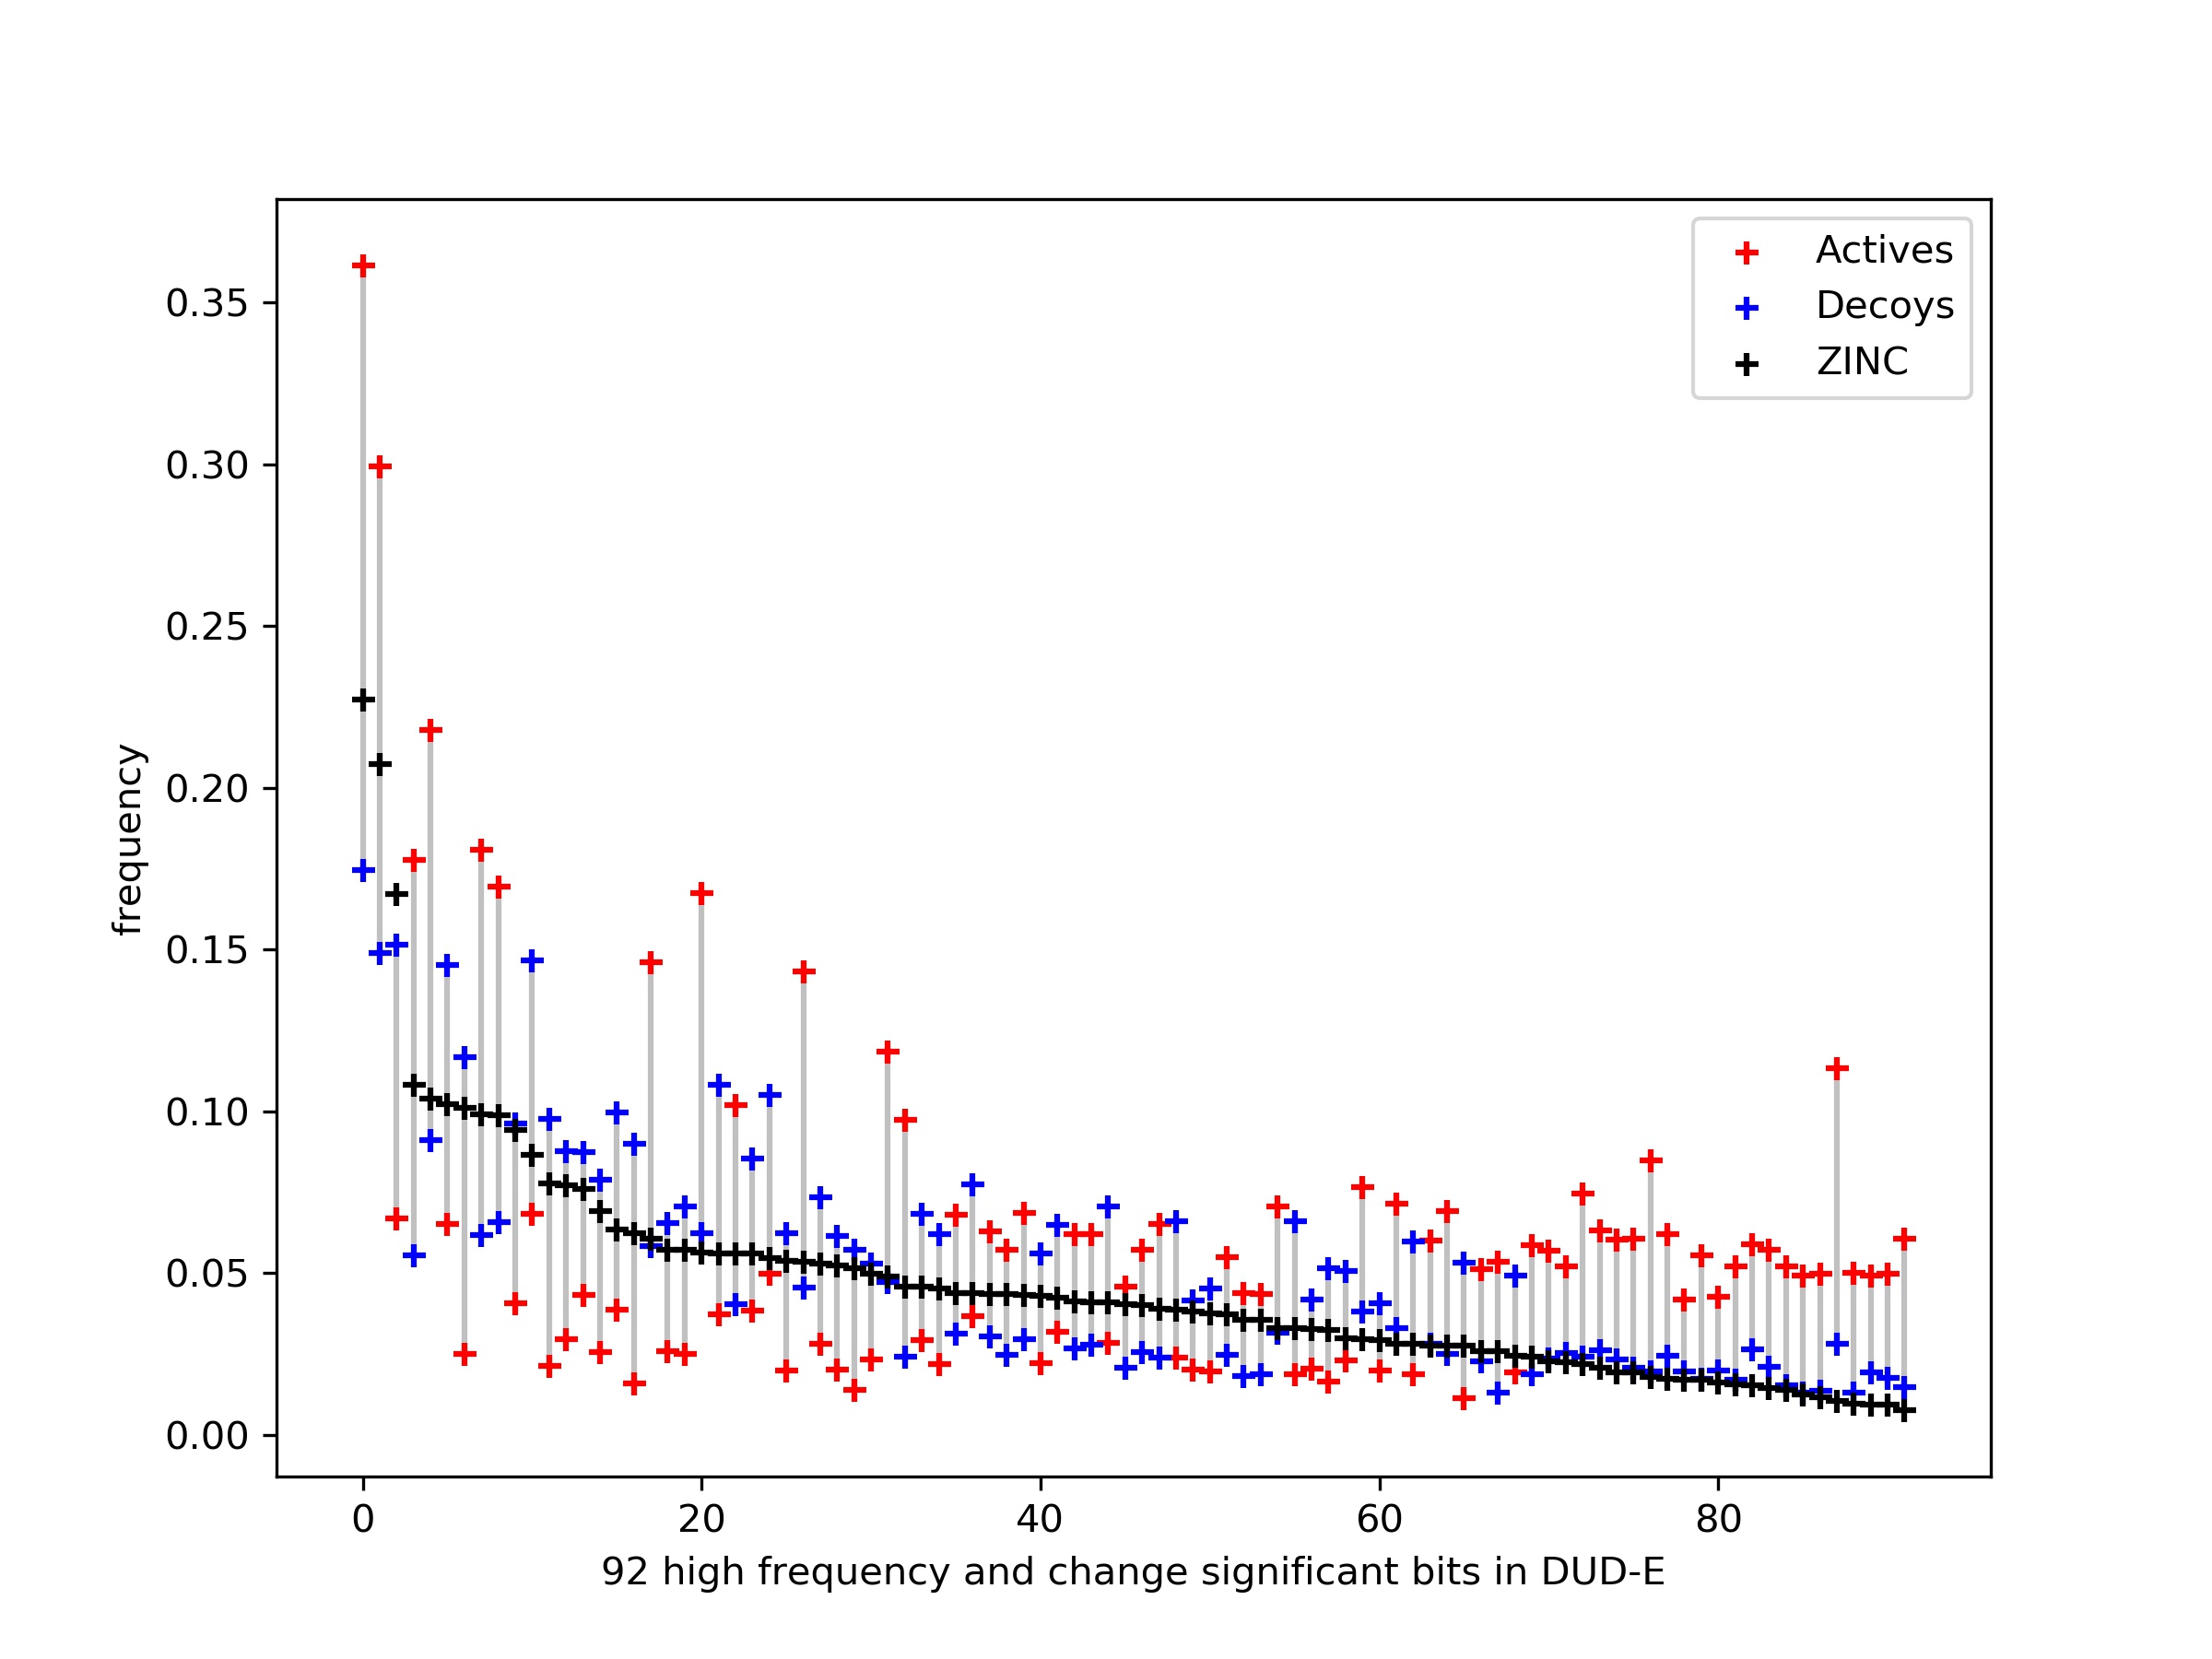 Actives
Decoys
ZINC
0.35
0.30
0.25
0.20
0.15
0.10
0.05
0.00
frequency
0 20 40 60 80
92 high frequency and change significant bits in DUD-E